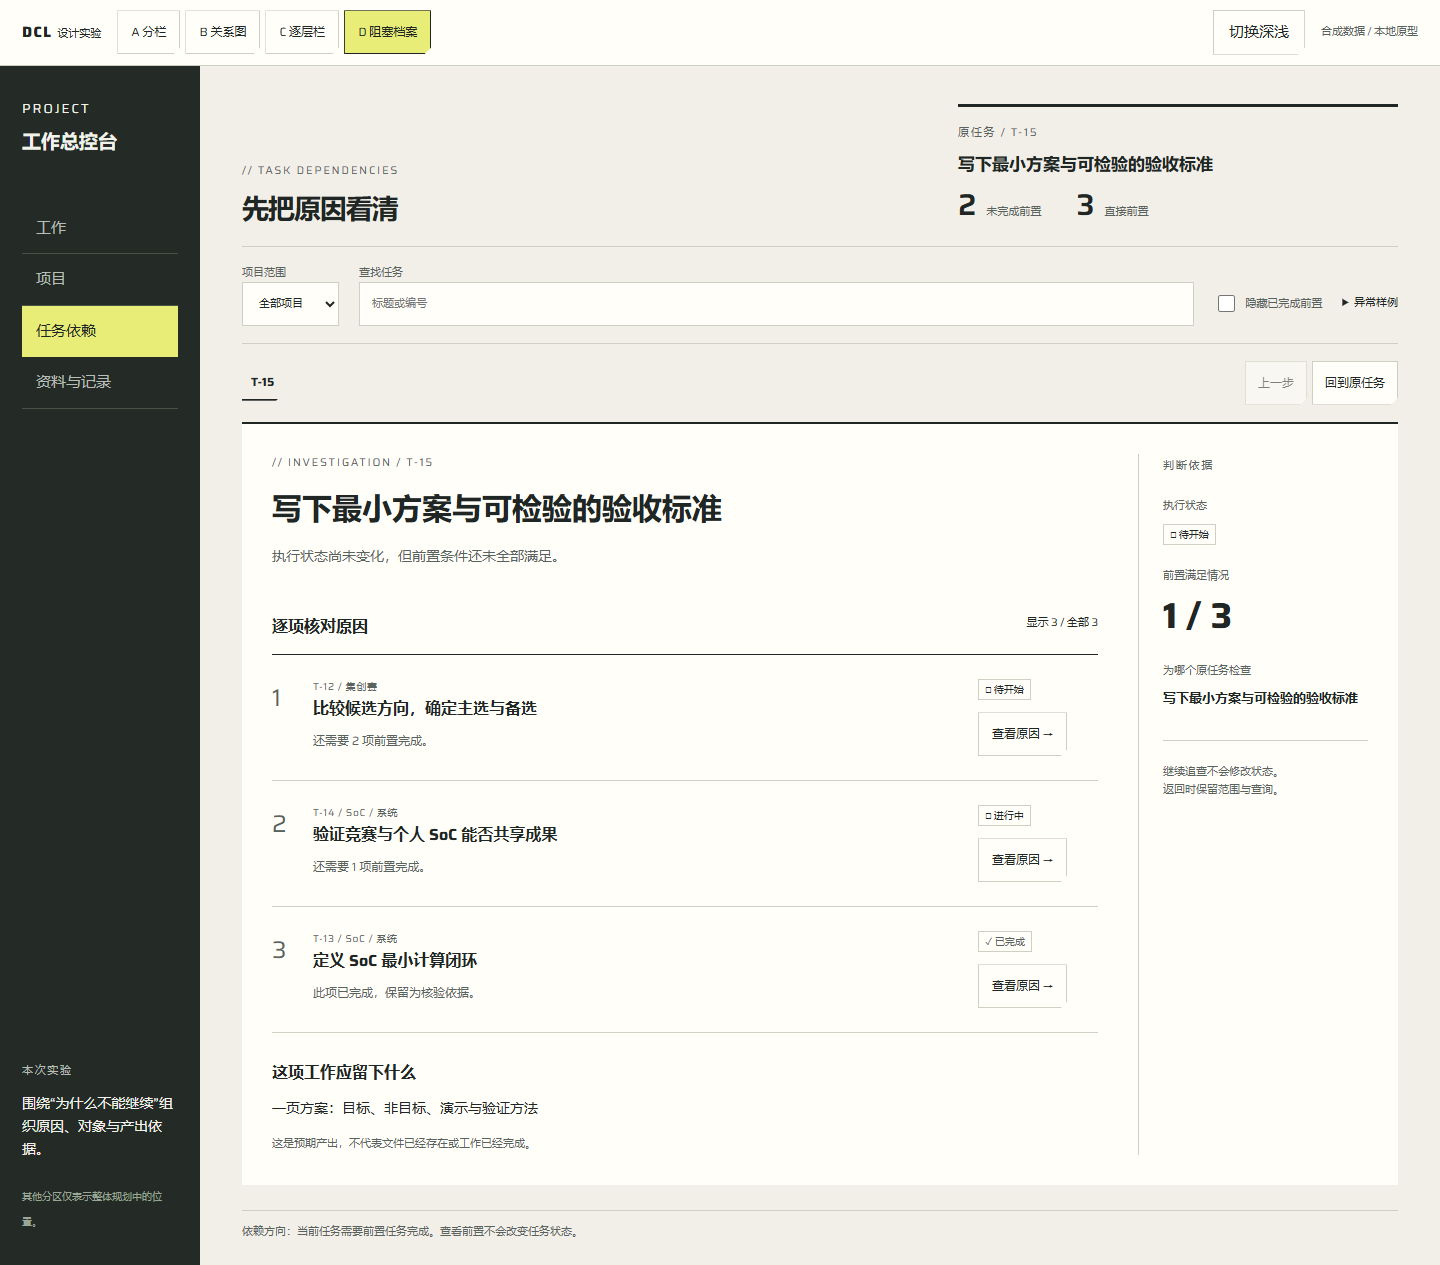 DCL 设计实验
A 分栏
B 关系图
C 逐层栏
D 阻塞档案
切换深浅
合成数据 / 本地原型
PROJECT
工作总控台
工作
项目
任务依赖
资料与记录
本次实验
围绕“为什么不能继续”组
织原因、对象与产出依
据。
其他分区仅表示整体规划中的位
置。
// TASK DEPENDENCIES
先把原因看清
原任务 / T-15
写下最小方案与可检验的验收标准
2 未完成前置 3 直接前置
项目范围
全部项目
查找任务
标题或编号
隐藏已完成前置
▶ 异常样例
T-15
上一步
回到原任务
// INVESTIGATION / T-15
写下最小方案与可检验的验收标准
执行状态尚未变化，但前置条件还未全部满足。
逐项核对原因
显示 3 / 全部 3
1
T-12 / 集创赛
比较候选方向，确定主选与备选
还需要 2 项前置完成。
待开始
查看原因 →
2
T-14 / SoC / 系统
验证竞赛与个人 SoC 能否共享成果
还需要 1 项前置完成。
进行中
查看原因 →
3
T-13 / SoC / 系统
定义 SoC 最小计算闭环
此项已完成，保留为核验依据。
✓ 已完成
查看原因 →
这项工作应留下什么
一页方案：目标、非目标、演示与验证方法
这是预期产出，不代表文件已经存在或工作已经完成。
判断依据
执行状态
待开始
前置满足情况
1 / 3
为哪个原任务检查
写下最小方案与可检验的验收标准
继续追查不会修改状态。
返回时保留范围与查询。
依赖方向：当前任务需要前置任务完成。查看前置不会改变任务状态。